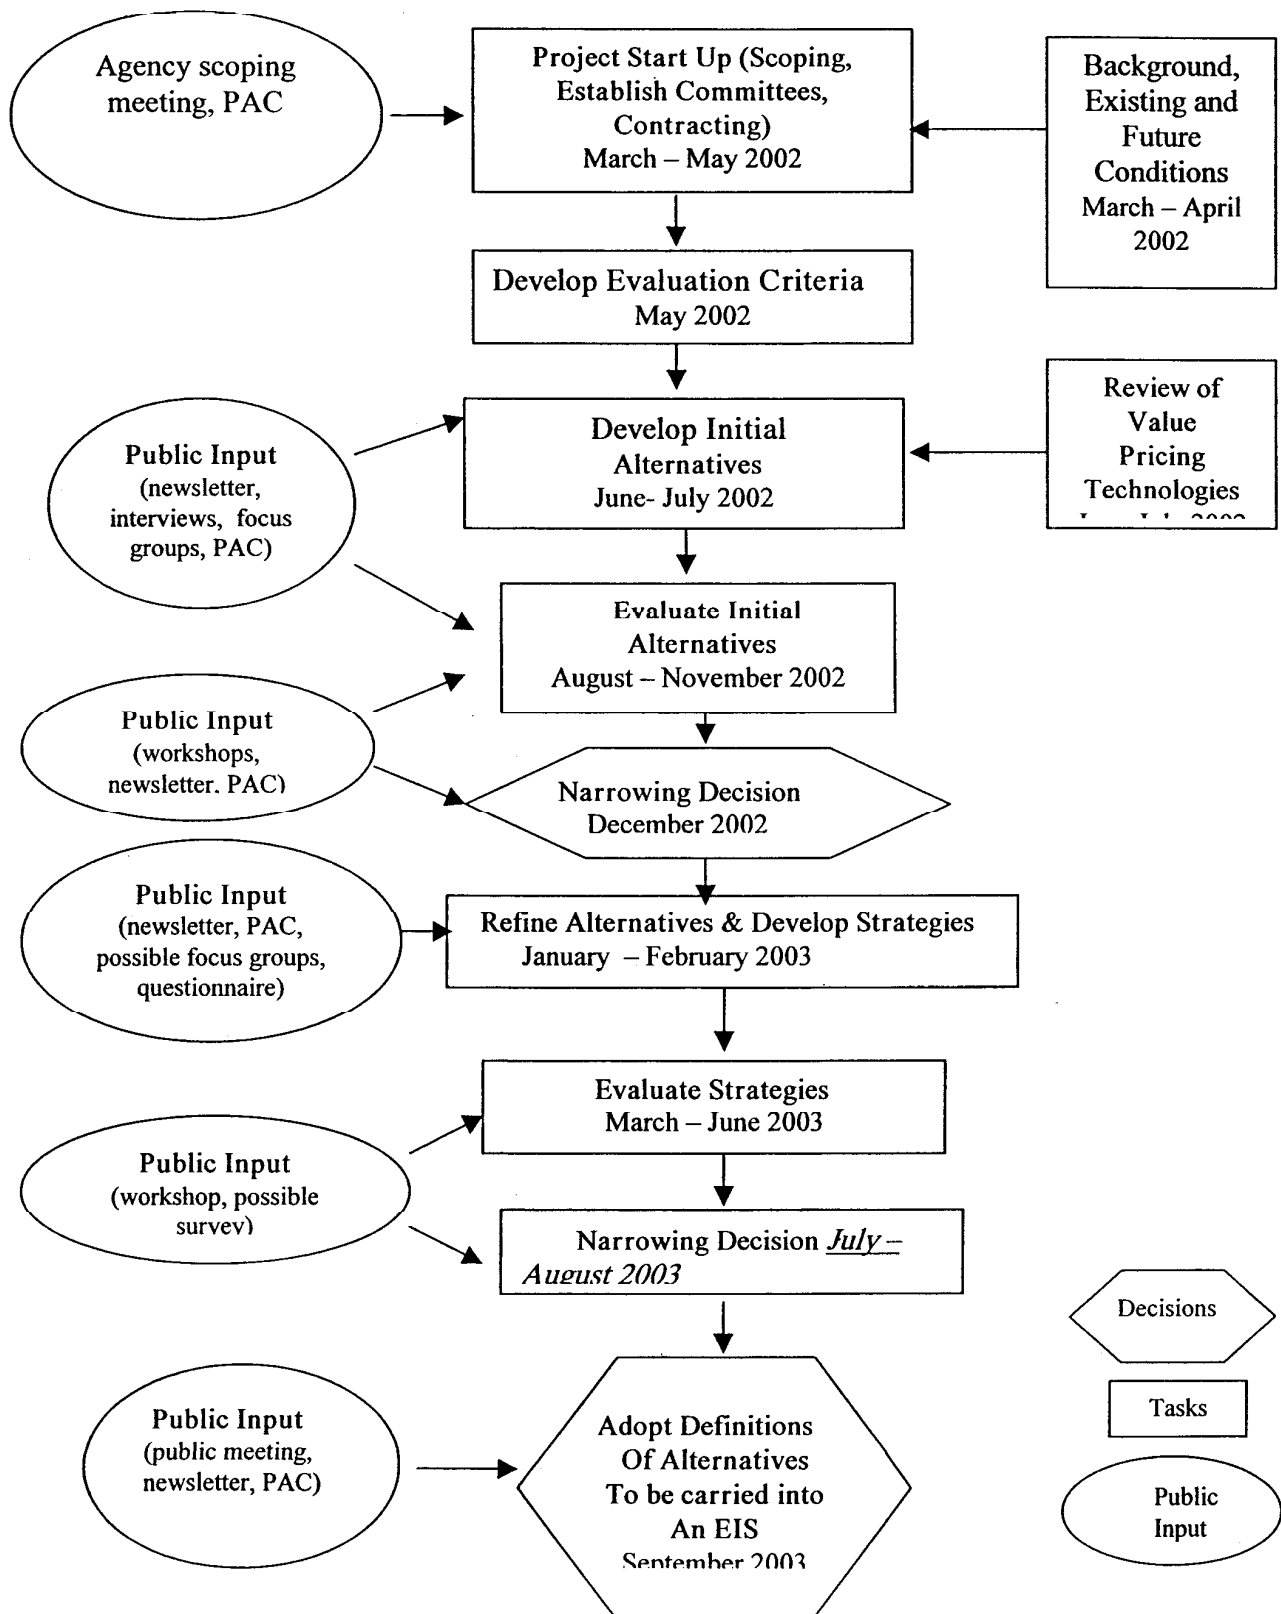 Agency scoping
meeting, PAC
Project Start Up (Scoping,
Establish Committees,
Contracting)
March – May 2002
Background,
Existing and
Future
Conditions
March – April
2002
Develop Evaluation Criteria
May 2002
Public Input
(newsletter,
interviews, focus
groups, PAC)
Develop Initial
Alternatives
June- July 2002
Review of
Value
Pricing
Technologies
Evaluate Initial
Alternatives
August – November 2002
Public Input
(workshops,
newsletter, PAC)
Narrowing Decision
December 2002
Public Input
(newsletter, PAC,
possible focus groups,
questionnaire)
Refine Alternatives & Develop Strategies
January – February 2003
Evaluate Strategies
March – June 2003
Public Input
(workshop, possible
survey)
Narrowing Decision July –
August 2003
Public Input
(public meeting,
newsletter, PAC)
Adopt Definitions
Of Alternatives
To be carried into
An EIS
September 2003
Decisions
Tasks
Public
Input